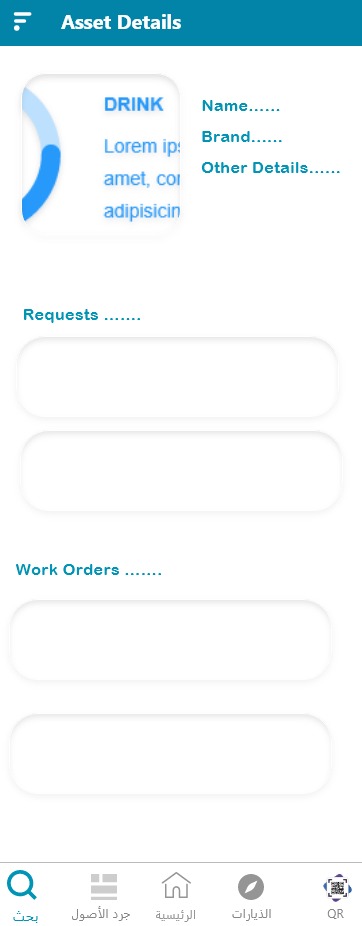 Asset Details
DRINK
Lorem ips
amet, con
adipisicin
Name......
Brand......
Other Details......
Requests .......
Work Orders .......
بحث
جرد الأصول
الرئيسية
الذيارات
QR